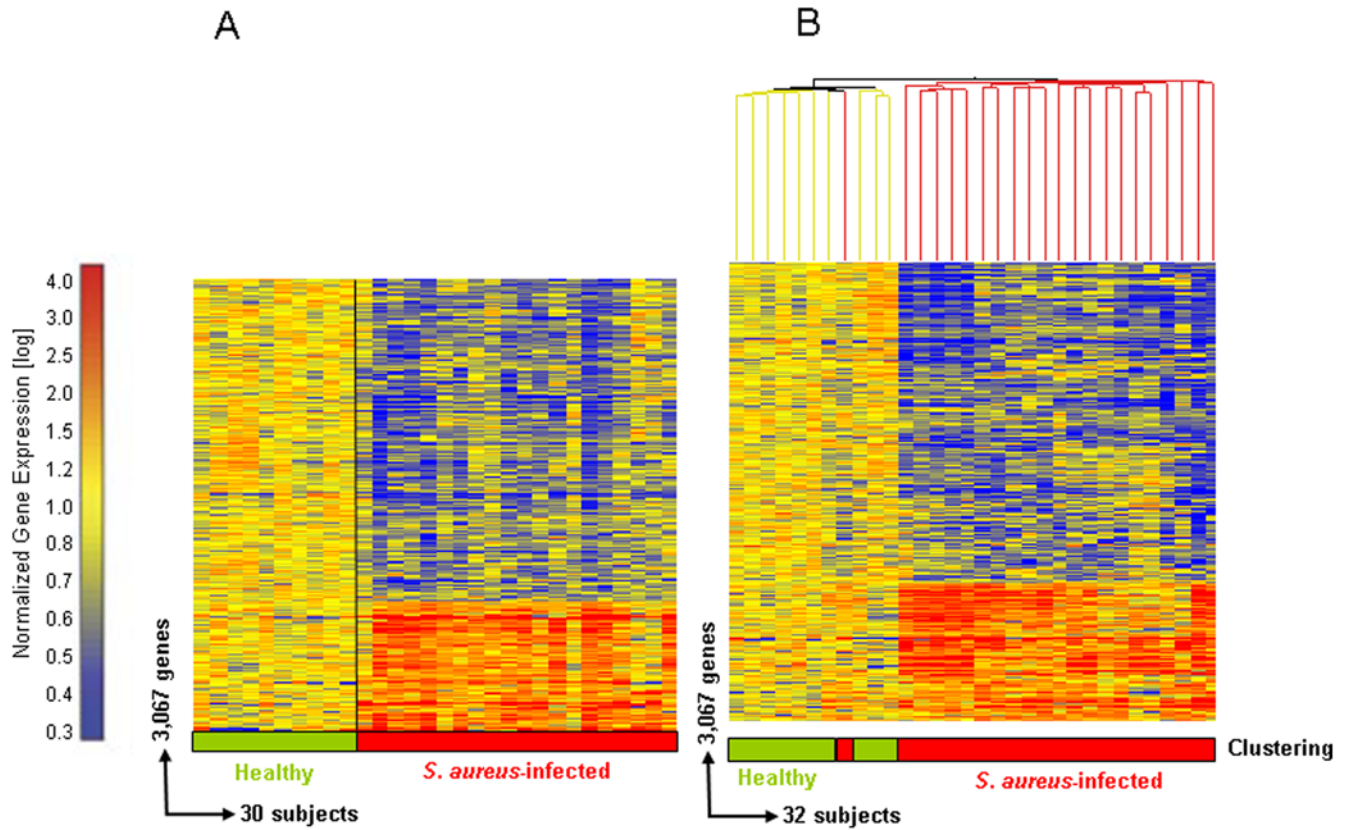 A
B
Normalized Gene Expression [log]
4.0
3.0
2.5
2.0
1.5
1.2
1.0
0.8
0.7
0.6
0.5
0.4
0.3
3,067 genes
Healthy
S. aureus-infected
30 subjects
3,067 genes
Clustering
Healthy
S. aureus-infected
32 subjects